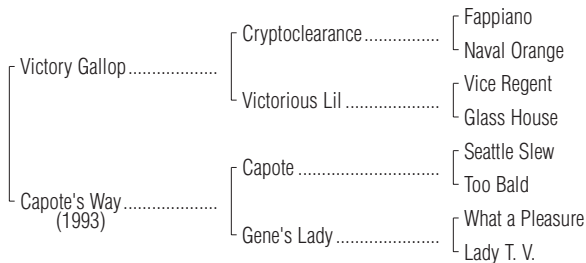 Fappiano
Cryptoclearance..................
Naval Orange
Victory Gallop.....................
Vice Regent
Victorious Lil ......................
Glass House
Seattle Slew
Capote .................................
Too Bald
Capote's Way......................
(1993)
What a Pleasure
Gene's Lady ........................
Lady T. V.